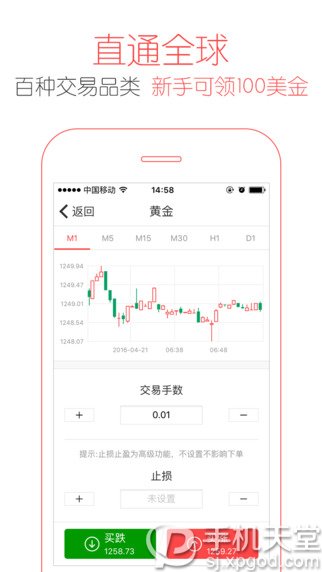 直通全球
百种交易品类 新手可领100美金
中国移动 14:58
返回 黄金
M1 M5 M15 M30 H1 D1
1249.94
1249.47
1249.01
1248.54
1248.07
2016-04-21 06:38 06:48
交易手数
+ 0.01 −
提示:止损止盈为高级功能，不设置不影响下单
止损
+ 未设置 −
买跌
1258.73
1259.27
手机天堂
sj.xpgod.com